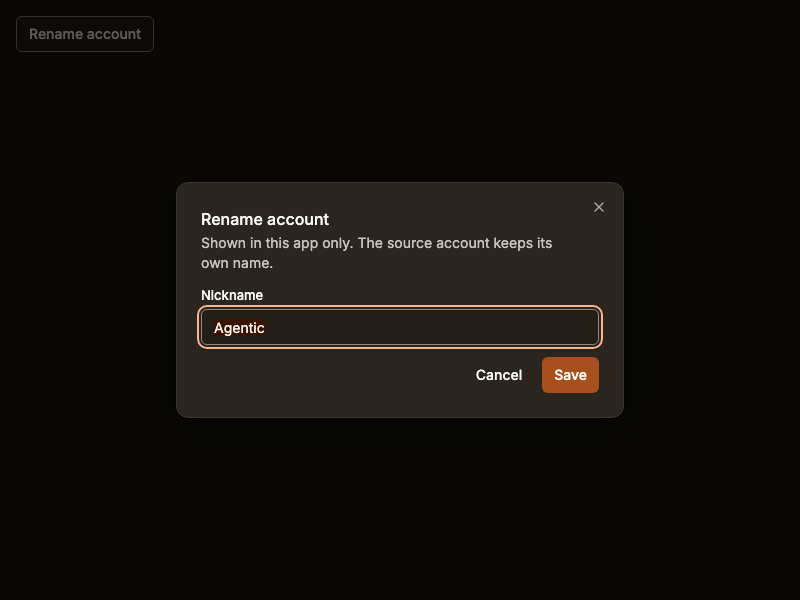 Rename account
Rename account
Shown in this app only. The source account keeps its
own name.
Nickname
Agentic
Cancel
Save